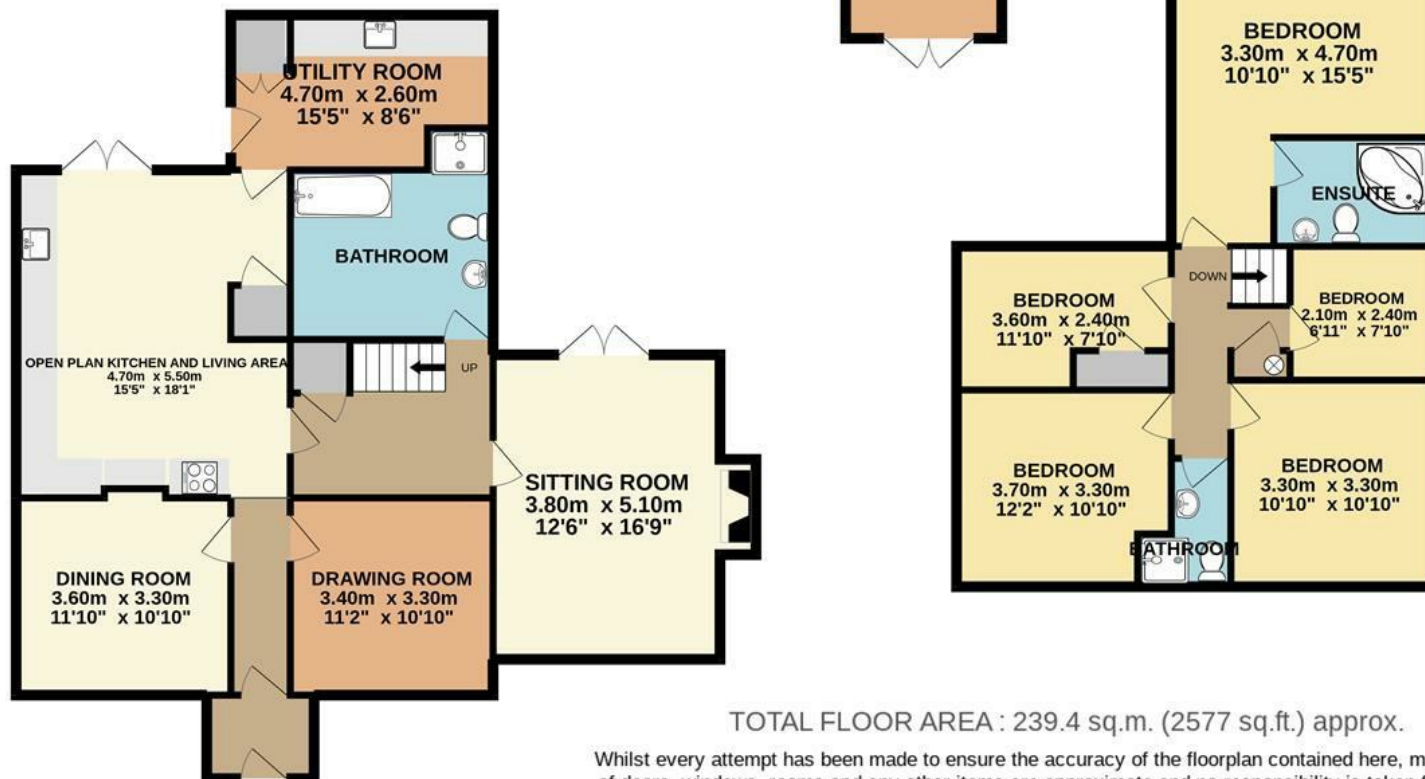 UTILITY ROOM
4.70m x 2.60m
15'5" x 8'6"
BATHROOM
OPEN PLAN KITCHEN AND LIVING AREA
4.70m x 5.50m
15'5" x 18'1"
UP
SITTING ROOM
3.80m x 5.10m
12'6" x 16'9"
DINING ROOM
3.60m x 3.30m
11'10" x 10'10"
DRAWING ROOM
3.40m x 3.30m
11'2" x 10'10"
BEDROOM
3.30m x 4.70m
10'10" x 15'5"
ENSUITE
DOWN
BEDROOM
3.60m x 2.40m
11'10" x 7'10"
BEDROOM
2.10m x 2.40m
6'11" x 7'10"
BEDROOM
3.70m x 3.30m
12'2" x 10'10"
BEDROOM
3.30m x 3.30m
10'10" x 10'10"
BATHROOM
TOTAL FLOOR AREA : 239.4 sq.m. (2577 sq.ft.) approx.
Whilst every attempt has been made to ensure the accuracy of the floorplan contained here,